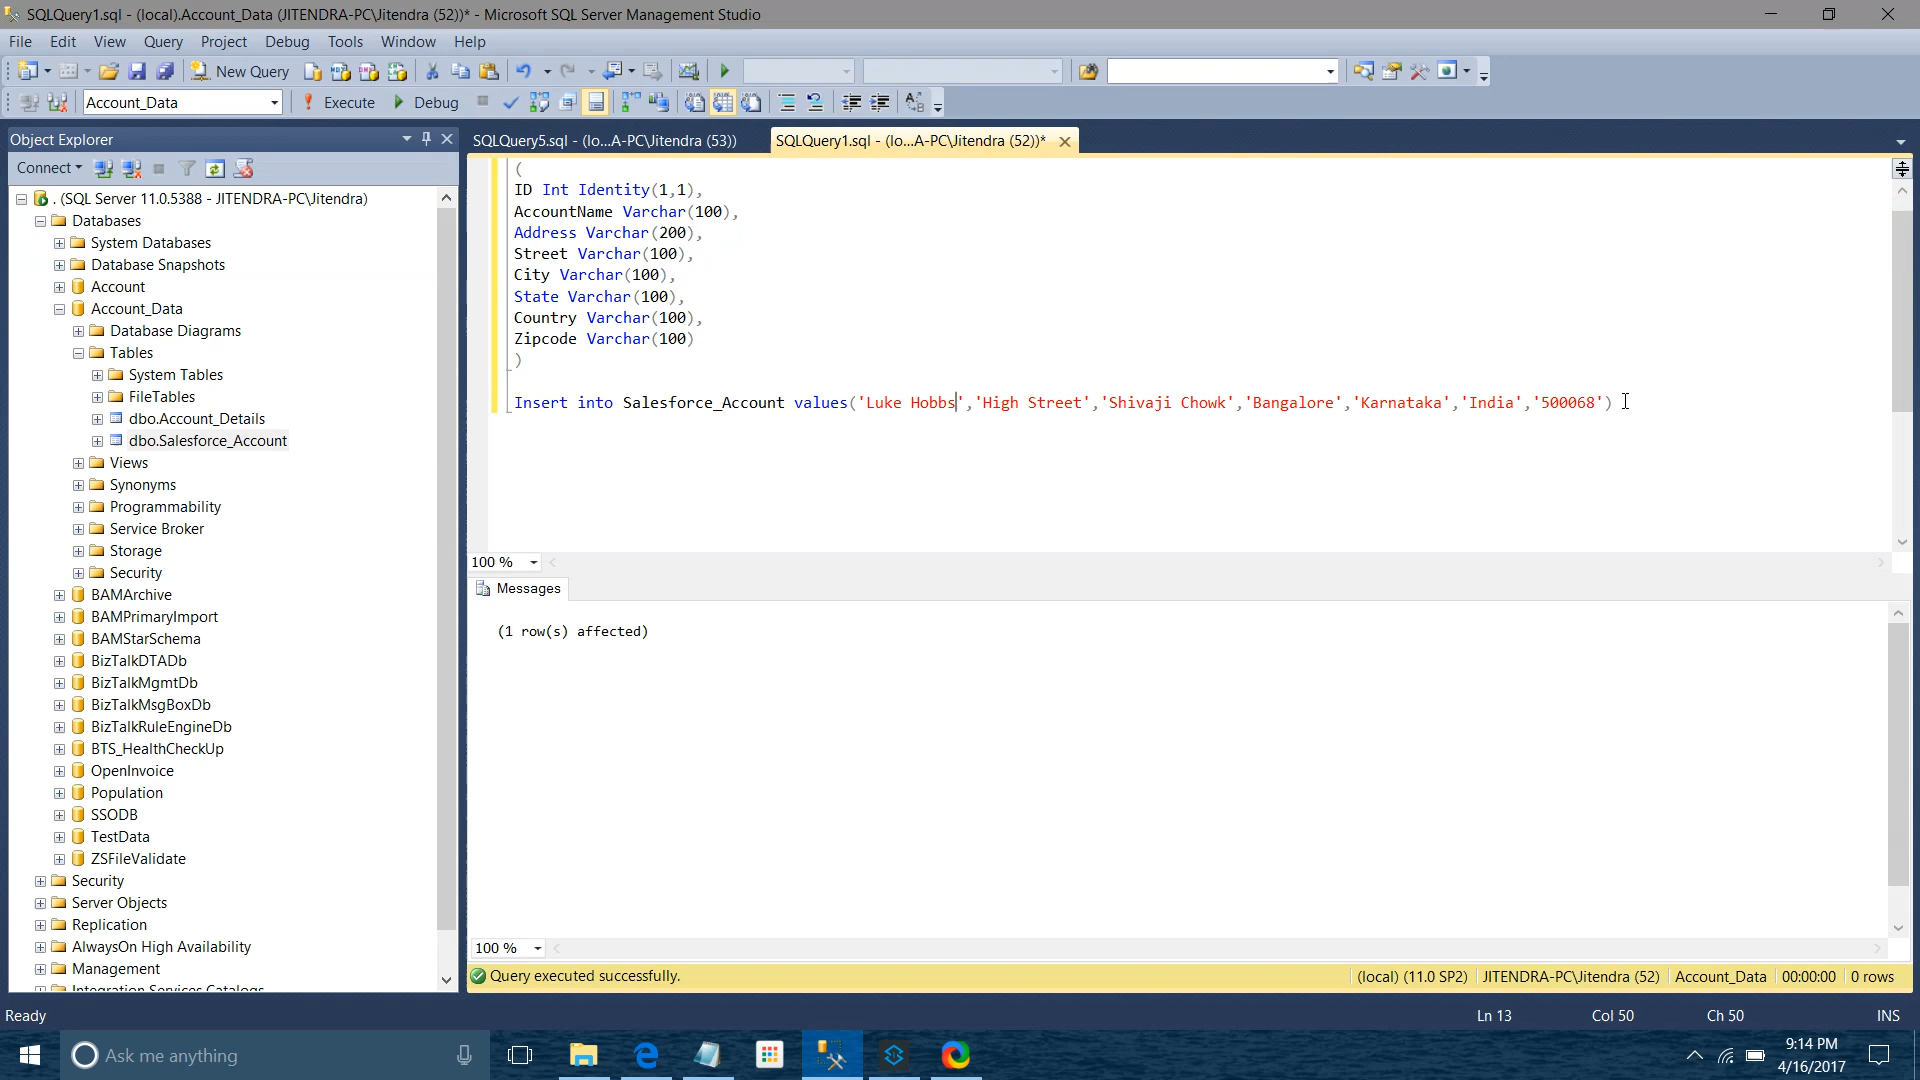 SQLQuery1.sql - (local).Account_Data (JITENDRA-PC\Jitendra (52))* - Microsoft SQL Server Management Studio
File Edit View Query Project Debug Tools Window Help
New Query
Account_Data Execute Debug
Object Explorer
SQLQuery5.sql - (lo...A-PC\Jitendra (53)) SQLQuery1.sql - (lo...A-PC\Jitendra (52))*
Connect
. (SQL Server 11.0.5388 - JITENDRA-PC\Jitendra)
Databases
System Databases
Database Snapshots
Account
Account_Data
Database Diagrams
Tables
System Tables
FileTables
dbo.Account_Details
dbo.Salesforce_Account
Views
Synonyms
Programmability
Service Broker
Storage
Security
BAMArchive
BAMPrimaryImport
BAMStarSchema
BizTalkDTADb
BizTalkMgmtDb
BizTalkMsgBoxDb
BizTalkRuleEngineDb
BTS_HealthCheckUp
OpenInvoice
Population
SSODB
TestData
ZSFileValidate
Security
Server Objects
Replication
AlwaysOn High Availability
Management
Integration Services Catalogs
(
ID Int Identity(1,1),
AccountName Varchar(100),
Address Varchar(200),
Street Varchar(100),
City Varchar(100),
State Varchar(100),
Country Varchar(100),
Zipcode Varchar(100)
)
Insert into Salesforce_Account values('Luke Hobbs','High Street','Shivaji Chowk','Bangalore','Karnataka','India','500068')
100 %
Messages
(1 row(s) affected)
100 %
Query executed successfully. (local) (11.0 SP2) JITENDRA-PC\Jitendra (52) Account_Data 00:00:00 0 rows
Ready Ln 13 Col 50 Ch 50 INS
Ask me anything
9:14 PM
4/16/2017